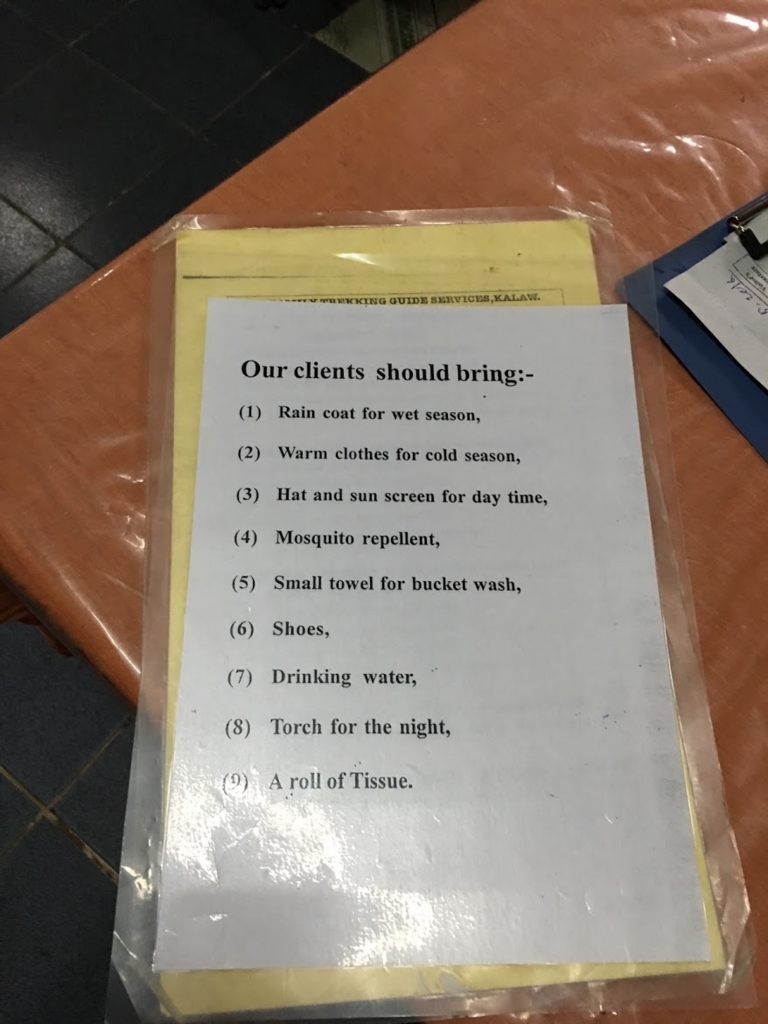 TREKKING GUIDE SERVICES,KALAW.
Our clients should bring:-
(1) Rain coat for wet season,
(2) Warm clothes for cold season,
(3) Hat and sun screen for day time,
(4) Mosquito repellent,
(5) Small towel for bucket wash,
(6) Shoes,
(7) Drinking water,
(8) Torch for the night,
(9) A roll of Tissue.